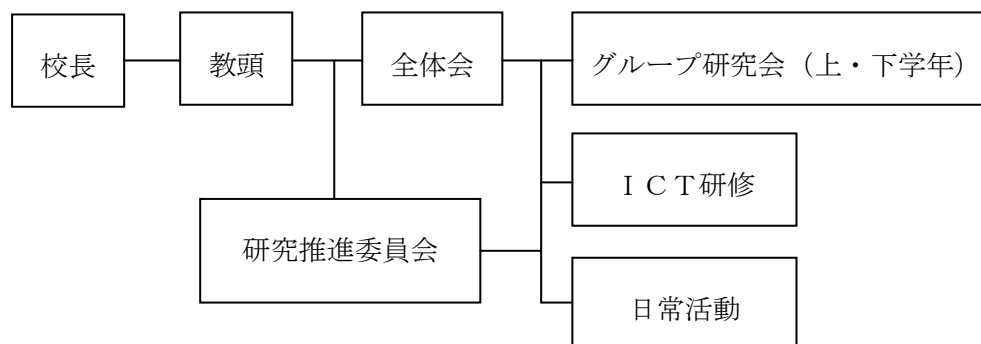 校長
教頭
全体会
グループ研究会（上・下学年）
ＩＣＴ研修
研究推進委員会
日常活動